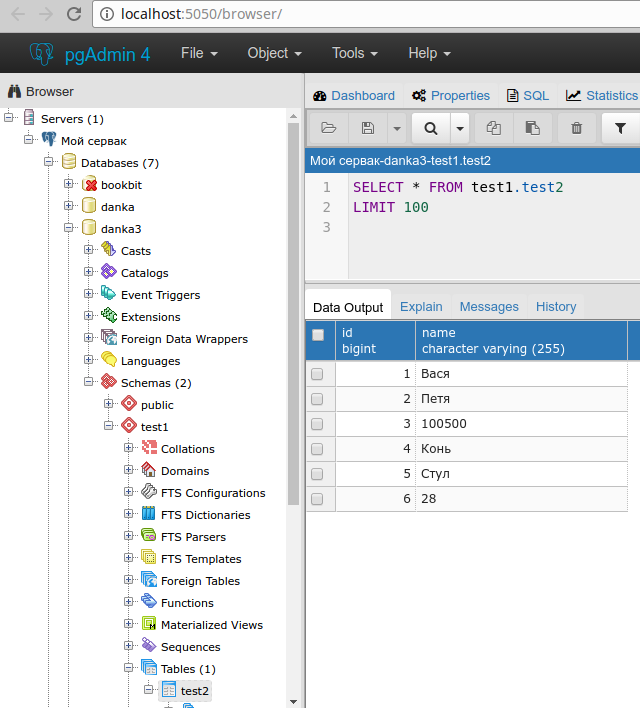 localhost:5050/browser/
pgAdmin 4 File Object Tools Help
Browser
Servers (1)
Мой сервак
Databases (7)
bookbit
danka
danka3
Casts
Catalogs
Event Triggers
Extensions
Foreign Data Wrappers
Languages
Schemas (2)
public
test1
Collations
Domains
FTS Configurations
FTS Dictionaries
FTS Parsers
FTS Templates
Foreign Tables
Functions
Materialized Views
Sequences
Tables (1)
test2
Dashboard Properties SQL Statistics
Мой сервак-danka3-test1.test2
1 SELECT * FROM test1.test2
2 LIMIT 100
3
Data Output Explain Messages History
id name
bigint character varying (255)
1 Вася
2 Петя
3 100500
4 Конь
5 Стул
6 28